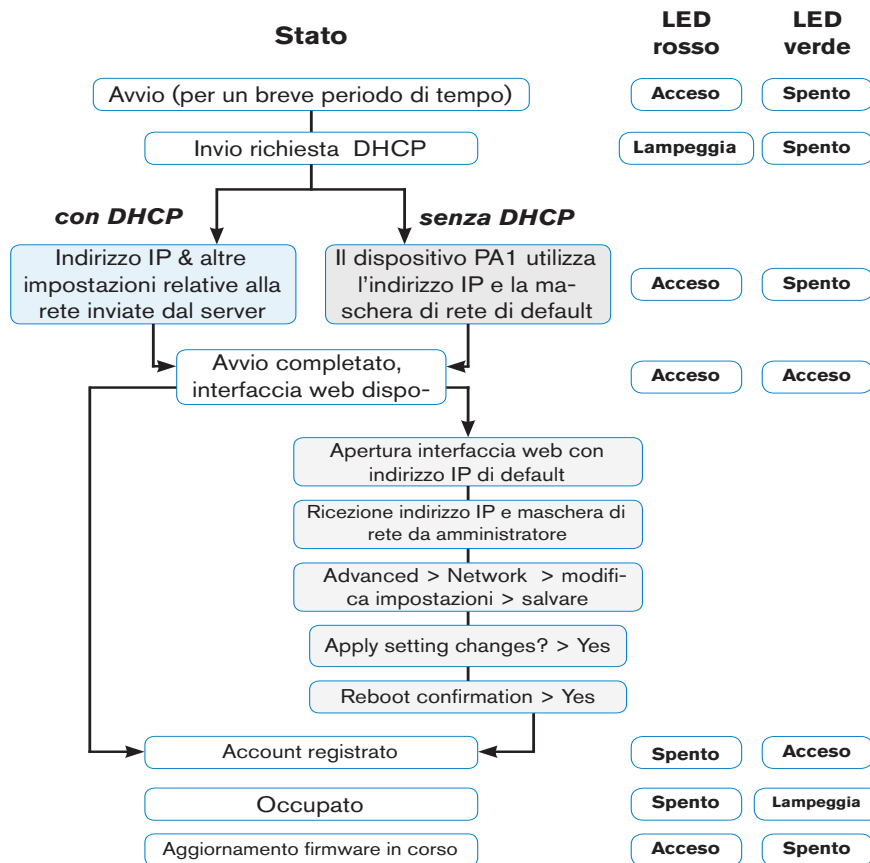 Stato
LED
rosso
LED
verde
Avvio (per un breve periodo di tempo)
Acceso
Spento
Invio richiesta DHCP
Lampeggia
Spento
con DHCP
senza DHCP
Indirizzo IP & altre
impostazioni relative alla
rete inviate dal server
Il dispositivo PA1 utilizza
l'indirizzo IP e la ma-
schera di rete di default
Acceso
Spento
Avvio completato,
interfaccia web dispo-
Acceso
Acceso
Apertura interfaccia web con
indirizzo IP di default
Ricezione indirizzo IP e maschera di
rete da amministratore
Advanced > Network > modifi-
ca impostazioni > salvare
Apply setting changes? > Yes
Reboot confirmation > Yes
Account registrato
Spento
Acceso
Occupato
Spento
Lampeggia
Aggiornamento firmware in corso
Acceso
Spento